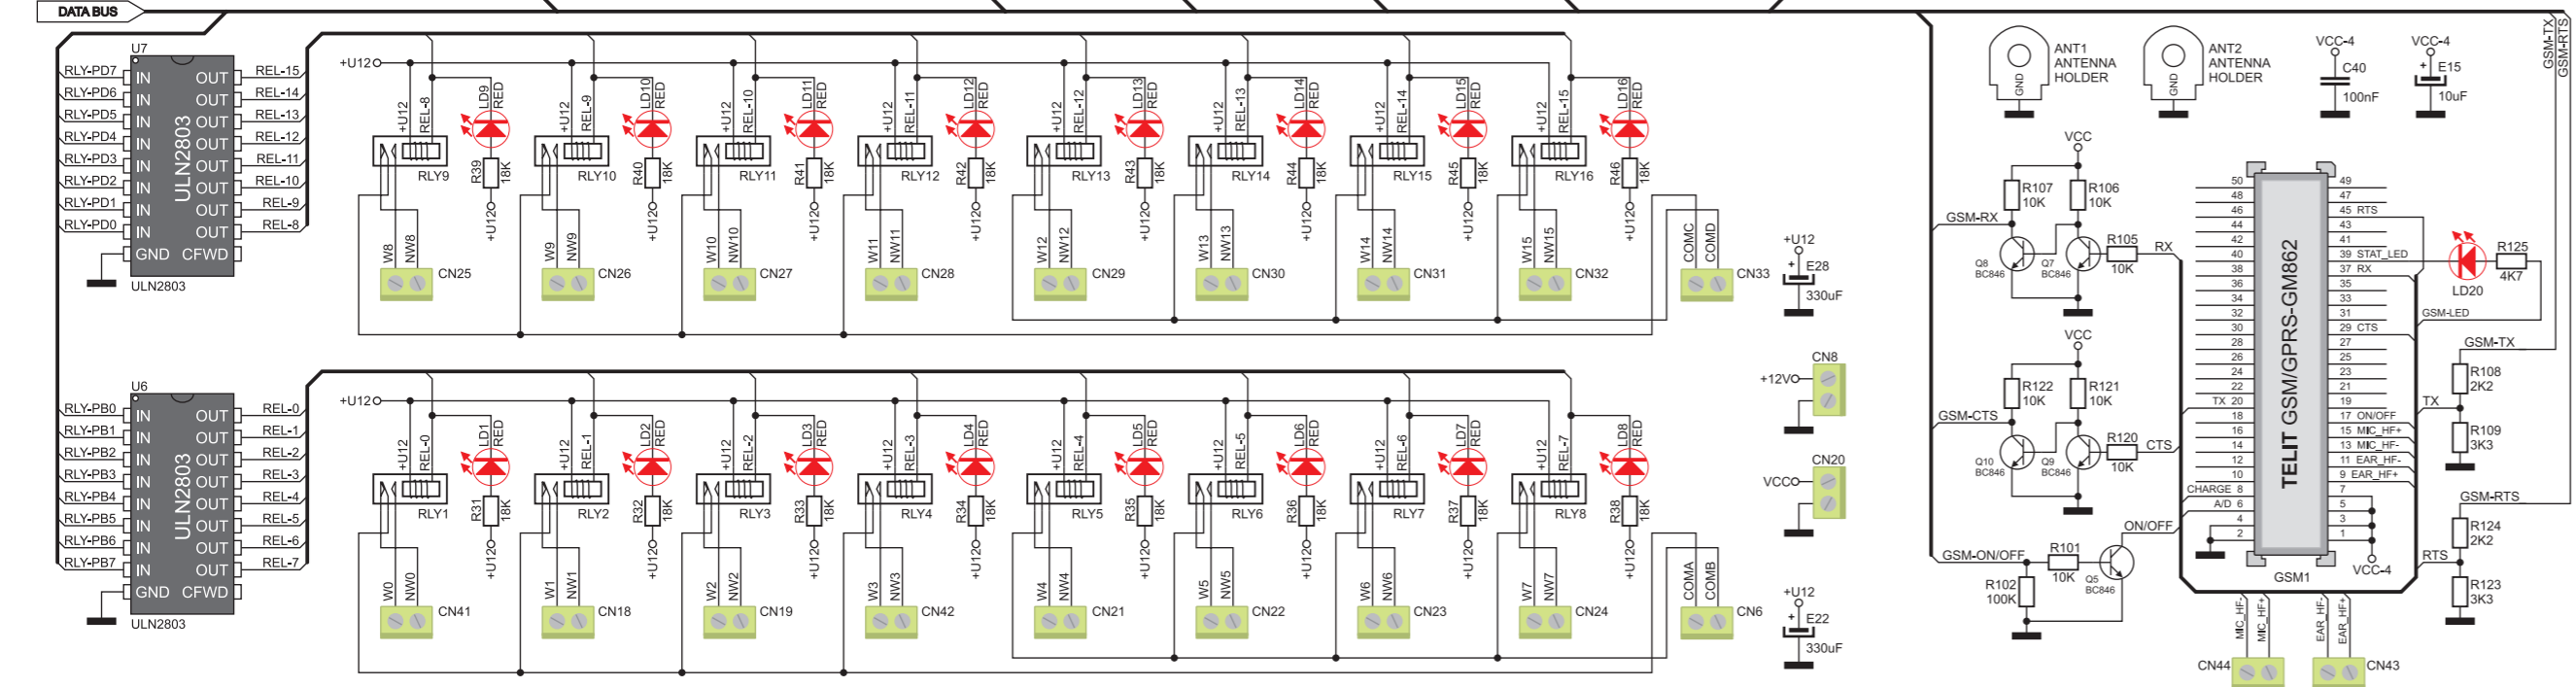 DATA BUS
U7
RLY-PD7 IN OUT REL-15
RLY-PD6 IN OUT REL-14
RLY-PD5 IN OUT REL-13
RLY-PD4 IN OUT REL-12
RLY-PD3 IN OUT REL-11
RLY-PD2 IN OUT REL-10
RLY-PD1 IN OUT REL-9
RLY-PD0 IN OUT REL-8
GND CFWD
ULN2803
ULN2803
+U12
+U12 REL-8 LD9 RED
RLY9 R39 18K +U12
W8 NW8 CN25
+U12 REL-9 LD10 RED
RLY10 R40 18K +U12
W9 NW9 CN26
+U12 REL-10 LD11 RED
RLY11 R41 18K +U12
W10 NW10 CN27
+U12 REL-11 LD12 RED
RLY12 R42 18K +U12
W11 NW11 CN28
+U12 REL-12 LD13 RED
RLY13 R43 18K +U12
W12 NW12 CN29
+U12 REL-13 LD14 RED
RLY14 R44 18K +U12
W13 NW13 CN30
+U12 REL-14 LD15 RED
RLY15 R45 18K +U12
W14 NW14 CN31
+U12 REL-15 LD16 RED
RLY16 R46 18K +U12
W15 NW15 CN32
COMC COMD CN33
+U12
+ E28
330uF
U6
RLY-PB0 IN OUT REL-0
RLY-PB1 IN OUT REL-1
RLY-PB2 IN OUT REL-2
RLY-PB3 IN OUT REL-3
RLY-PB4 IN OUT REL-4
RLY-PB5 IN OUT REL-5
RLY-PB6 IN OUT REL-6
RLY-PB7 IN OUT REL-7
GND CFWD
ULN2803
ULN2803
+U12
+U12 REL-0 LD1 RED
RLY1 R31 18K +U12
W0 NW0 CN41
+U12 REL-1 LD2 RED
RLY2 R32 18K +U12
W1 NW1 CN18
+U12 REL-2 LD3 RED
RLY3 R33 18K +U12
W2 NW2 CN19
+U12 REL-3 LD4 RED
RLY4 R34 18K +U12
W3 NW3 CN42
+U12 REL-4 LD5 RED
RLY5 R35 18K +U12
W4 NW4 CN21
+U12 REL-5 LD6 RED
RLY6 R36 18K +U12
W5 NW5 CN22
+U12 REL-6 LD7 RED
RLY7 R37 18K +U12
W6 NW6 CN23
+U12 REL-7 LD8 RED
RLY8 R38 18K +U12
W7 NW7 CN24
COMA COMB CN6
CN8
+12V
CN20
VCC
+U12
+ E22
330uF
ANT1
ANTENNA
HOLDER
GND
ANT2
ANTENNA
HOLDER
GND
VCC-4
C40
100nF
VCC-4
+ E15
10uF
GSM-TX
GSM-RTS
VCC
R107
10K
R106
10K
GSM-RX
Q8
BC846
Q7
BC846
R105
10K
RX
VCC
R122
10K
R121
10K
GSM-CTS
Q10
BC846
Q9
BC846
R120
10K
CTS
ON/OFF
GSM-ON/OFF
R101
10K
R102
100K
Q5
BC846
TELIT GSM/GPRS-GM862
50 49
48 47
46 45 RTS
44 43
42 41
40 39 STAT_LED
38 37 RX
36 35
34 33
32 31
30 29 CTS
28 27
26 25
24 23
22 21
TX 20 19
18 17 ON/OFF
16 15 MIC_HF+
14 13 MIC_HF-
12 11 EAR_HF-
10 9 EAR_HF+
CHARGE 8 7
A/D 6 5
4 3
2 1
GSM1
VCC-4
LD20
R125
4K7
GSM-LED
GSM-TX
R108
2K2
TX
R109
3K3
GSM-RTS
R124
2K2
RTS
R123
3K3
MIC_HF-
MIC_HF+
CN44
EAR_HF-
EAR_HF+
CN43